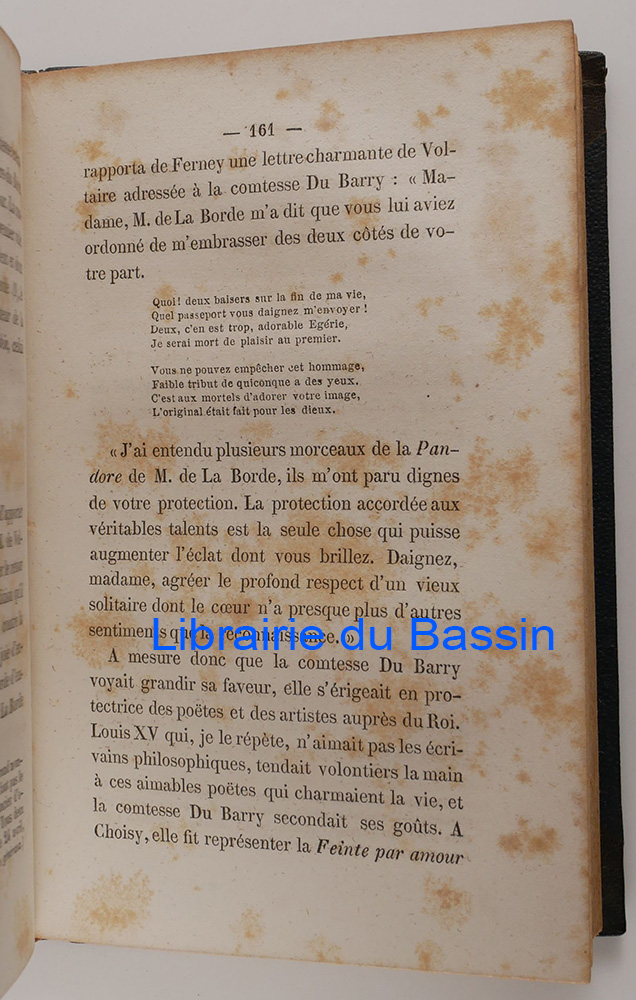 — 161 —
rapporta de Ferney une lettre charmante de Vol-
taire adressée à la comtesse Du Barry : « Ma-
dame, M. de La Borde m'a dit que vous lui aviez
ordonné de m'embrasser des deux côtés de vo-
tre part.
Quoi! deux baisers sur la fin de ma vie,
Quel passeport vous daignez m'envoyer !
Deux, c'en est trop, adorable Egérie,
Je serai mort de plaisir au premier.
Vous ne pouvez empêcher cet hommage,
Faible tribut de quiconque a des yeux.
C'est aux mortels d'adorer votre image,
L'original était fait pour les dieux.
« J'ai entendu plusieurs morceaux de la Pan-
dore de M. de La Borde, ils m'ont paru dignes
de votre protection. La protection accordée aux
véritables talents est la seule chose qui puisse
augmenter l'éclat dont vous brillez. Daignez,
madame, agréer le profond respect d'un vieux
solitaire dont le cœur n'a presque plus d'autres
sentiments que la reconnaissance. »
Librairie du Bassin
A mesure donc que la comtesse Du Barry
voyait grandir sa faveur, elle s'érigeait en pro-
tectrice des poëtes et des artistes auprès du Roi.
Louis XV qui, je le répète, n'aimait pas les écri-
vains philosophiques, tendait volontiers la main
à ces aimables poëtes qui charmaient la vie, et
la comtesse Du Barry secondait ses goûts. A
Choisy, elle fit représenter la Feinte par amour